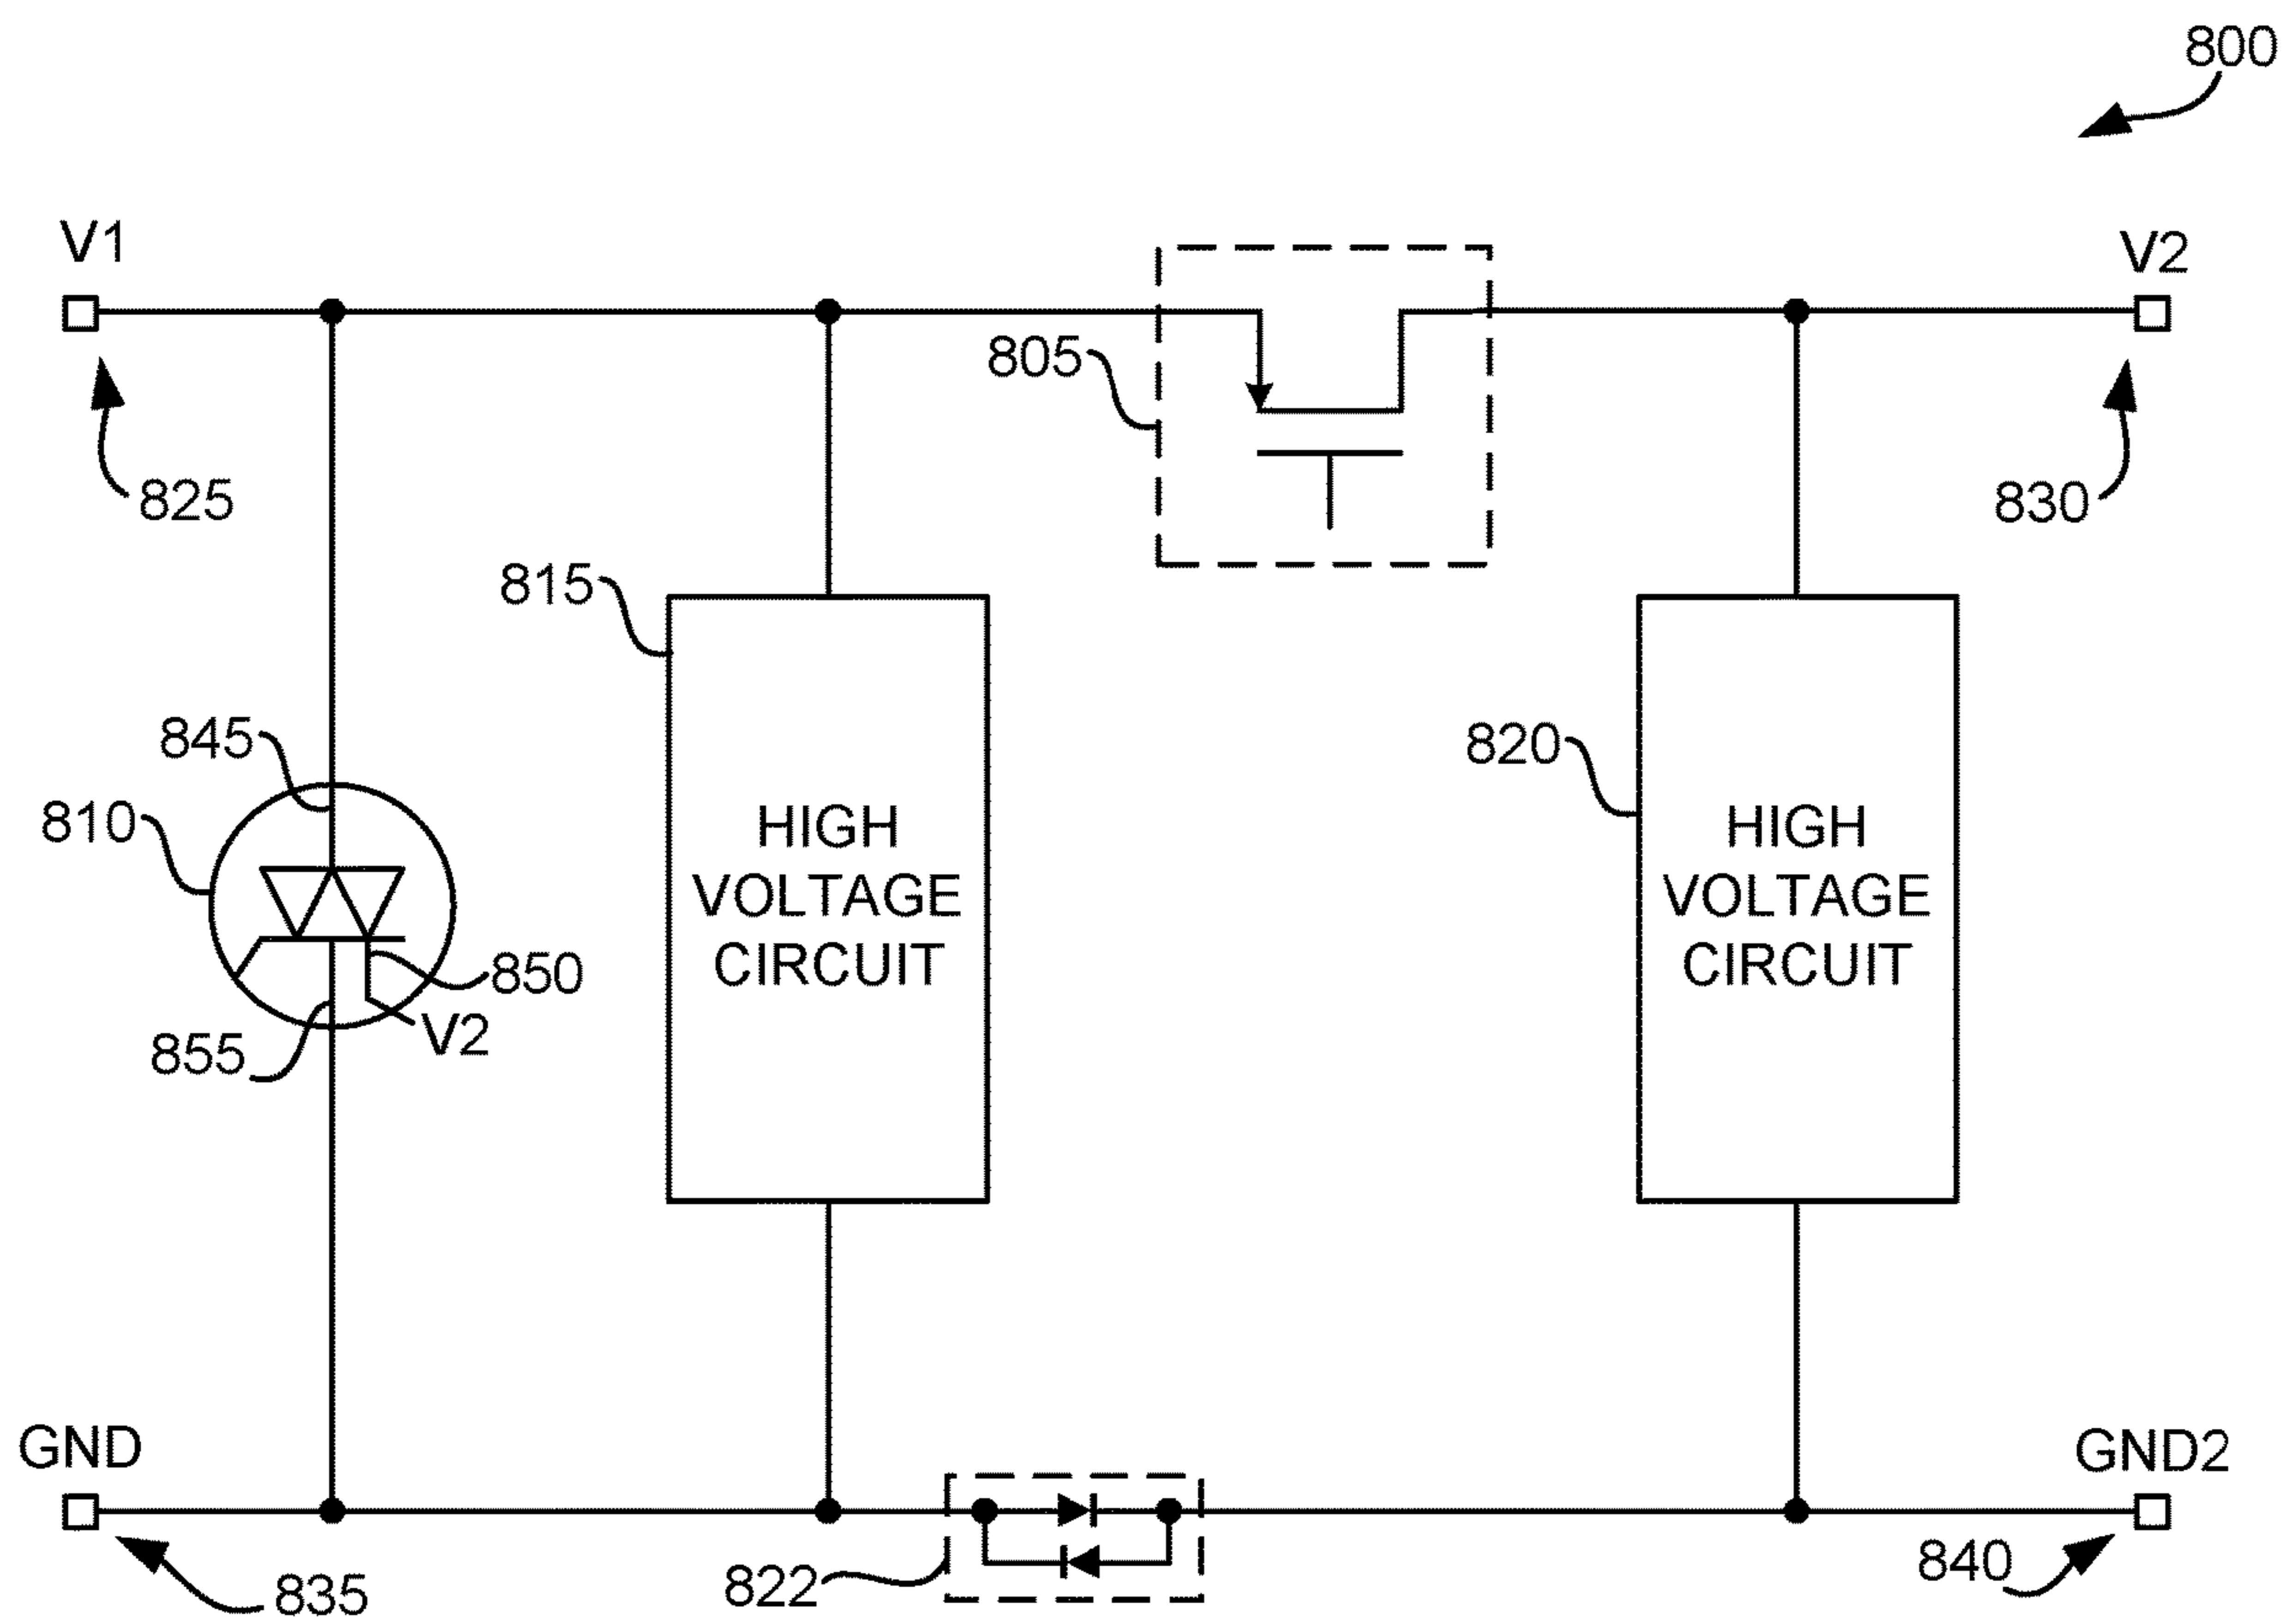 800
V1
V2
805
825
830
815
845
820
810
HIGH
VOLTAGE
CIRCUIT
HIGH
VOLTAGE
CIRCUIT
850
855
V2
GND
GND2
822
835
840